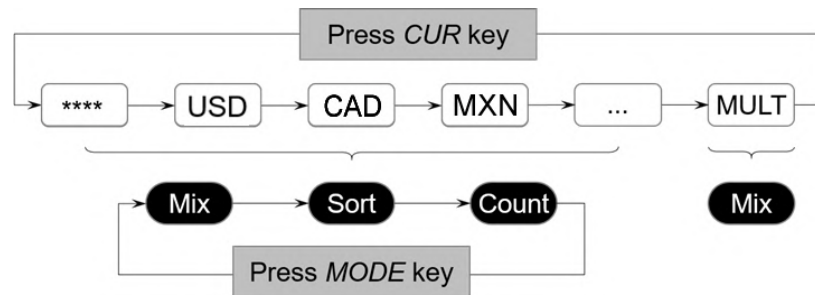 Press CUR key
**** USD CAD MXN ... MULT
Mix Sort Count Mix
Press MODE key